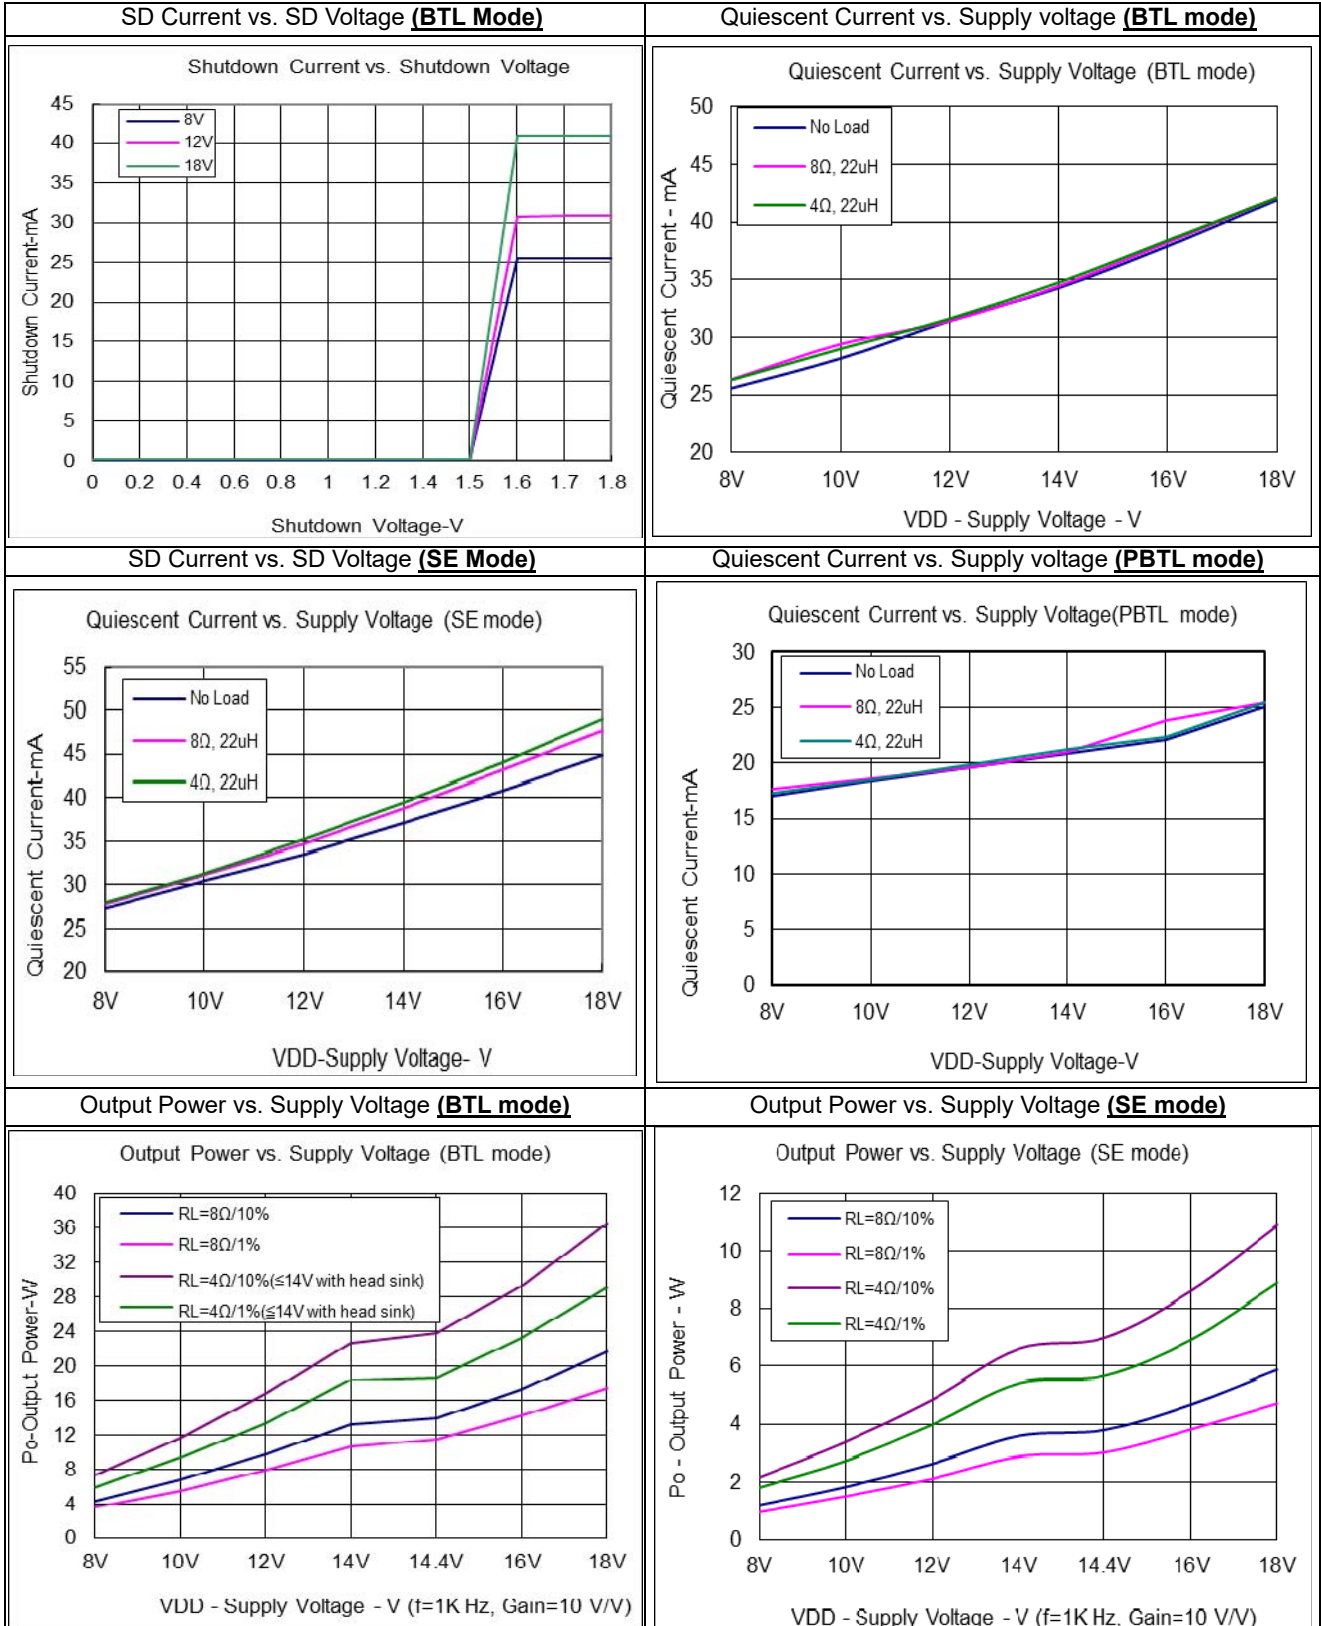 SD Current vs. SD Voltage (BTL Mode)
Shutdown Current vs. Shutdown Voltage
45
40
35
30
25
20
15
10
5
0
8V
12V
18V
Shutdown Current-mA
0 0.2 0.4 0.6 0.8 1 1.2 1.4 1.5 1.6 1.7 1.8
Shutdown Voltage-V
Quiescent Current vs. Supply voltage (BTL mode)
Quiescent Current vs. Supply Voltage (BTL mode)
50
45
40
35
30
25
20
No Load
8Ω, 22uH
4Ω, 22uH
Quiescent Current - mA
8V 10V 12V 14V 16V 18V
VDD - Supply Voltage - V
SD Current vs. SD Voltage (SE Mode)
Quiescent Current vs. Supply Voltage (SE mode)
55
50
45
40
35
30
25
20
No Load
8Ω, 22uH
4Ω, 22uH
Quiescent Current-mA
8V 10V 12V 14V 16V 18V
VDD-Supply Voltage- V
Quiescent Current vs. Supply voltage (PBTL mode)
Quiescent Current vs. Supply Voltage(PBTL mode)
30
25
20
15
10
5
0
No Load
8Ω, 22uH
4Ω, 22uH
Quiescent Current-mA
8V 10V 12V 14V 16V 18V
VDD-Supply Voltage-V
Output Power vs. Supply Voltage (BTL mode)
Output Power vs. Supply Voltage (BTL mode)
40
36
32
28
24
20
16
12
8
4
0
RL=8Ω/10%
RL=8Ω/1%
RL=4Ω/10%(≦14V with head sink)
RL=4Ω/1%(≦14V with head sink)
Po-Output Power-W
8V 10V 12V 14V 14.4V 16V 18V
VDD - Supply Voltage - V (f=1K Hz, Gain=10 V/V)
Output Power vs. Supply Voltage (SE mode)
Output Power vs. Supply Voltage (SE mode)
12
10
8
6
4
2
0
RL=8Ω/10%
RL=8Ω/1%
RL=4Ω/10%
RL=4Ω/1%
Po - Output Power - W
8V 10V 12V 14V 14.4V 16V 18V
VDD - Supply Voltage - V (f=1K Hz, Gain=10 V/V)